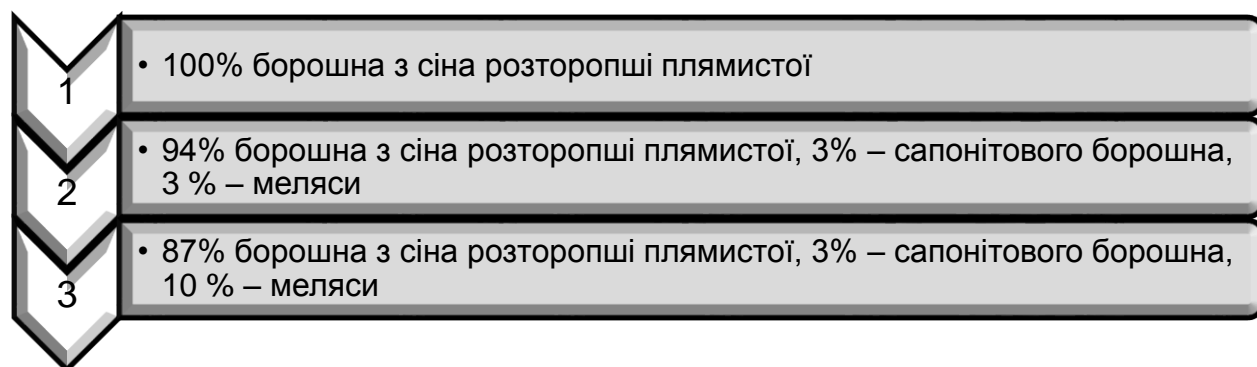 1
• 100% борошна з сіна розторопші плямистої
2
• 94% борошна з сіна розторопші плямистої, 3% – сапонітового борошна,
3 % – меляси
3
• 87% борошна з сіна розторопші плямистої, 3% – сапонітового борошна,
10 % – меляси